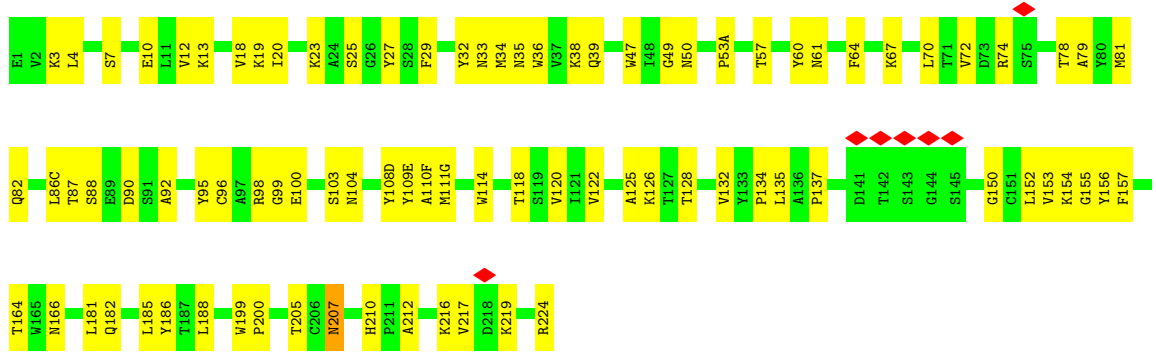 E1 V2 K3 L4 S7 E10 L11 V12 K13 V18 K19 I20 K23 A24 S25 G26 Y27 S28 F29 Y32 N33 M34 N35 W36 V37 K38 Q39 W47 I48 G49 N50 P53A T57 Y60 N61 F64 K67 L70 T71 V72 D73 R74 S75 T78 A79 Y80 M81
Q82 L86C T87 S88 E89 D90 S91 A92 Y95 C96 A97 R98 G99 E100 S103 N104 Y108D Y109E A110F M111G W114 T118 S119 V120 I121 V122 A125 K126 T127 T128 V132 Y133 P134 L135 A136 P137 D141 T142 S143 G144 S145 G150 C151 L152 V153 K154 G155 Y156 F157
T164 W165 N166 L181 Q182 L185 Y186 T187 L188 W199 P200 T205 C206 N207 H210 P211 A212 K216 V217 D218 K219 R224